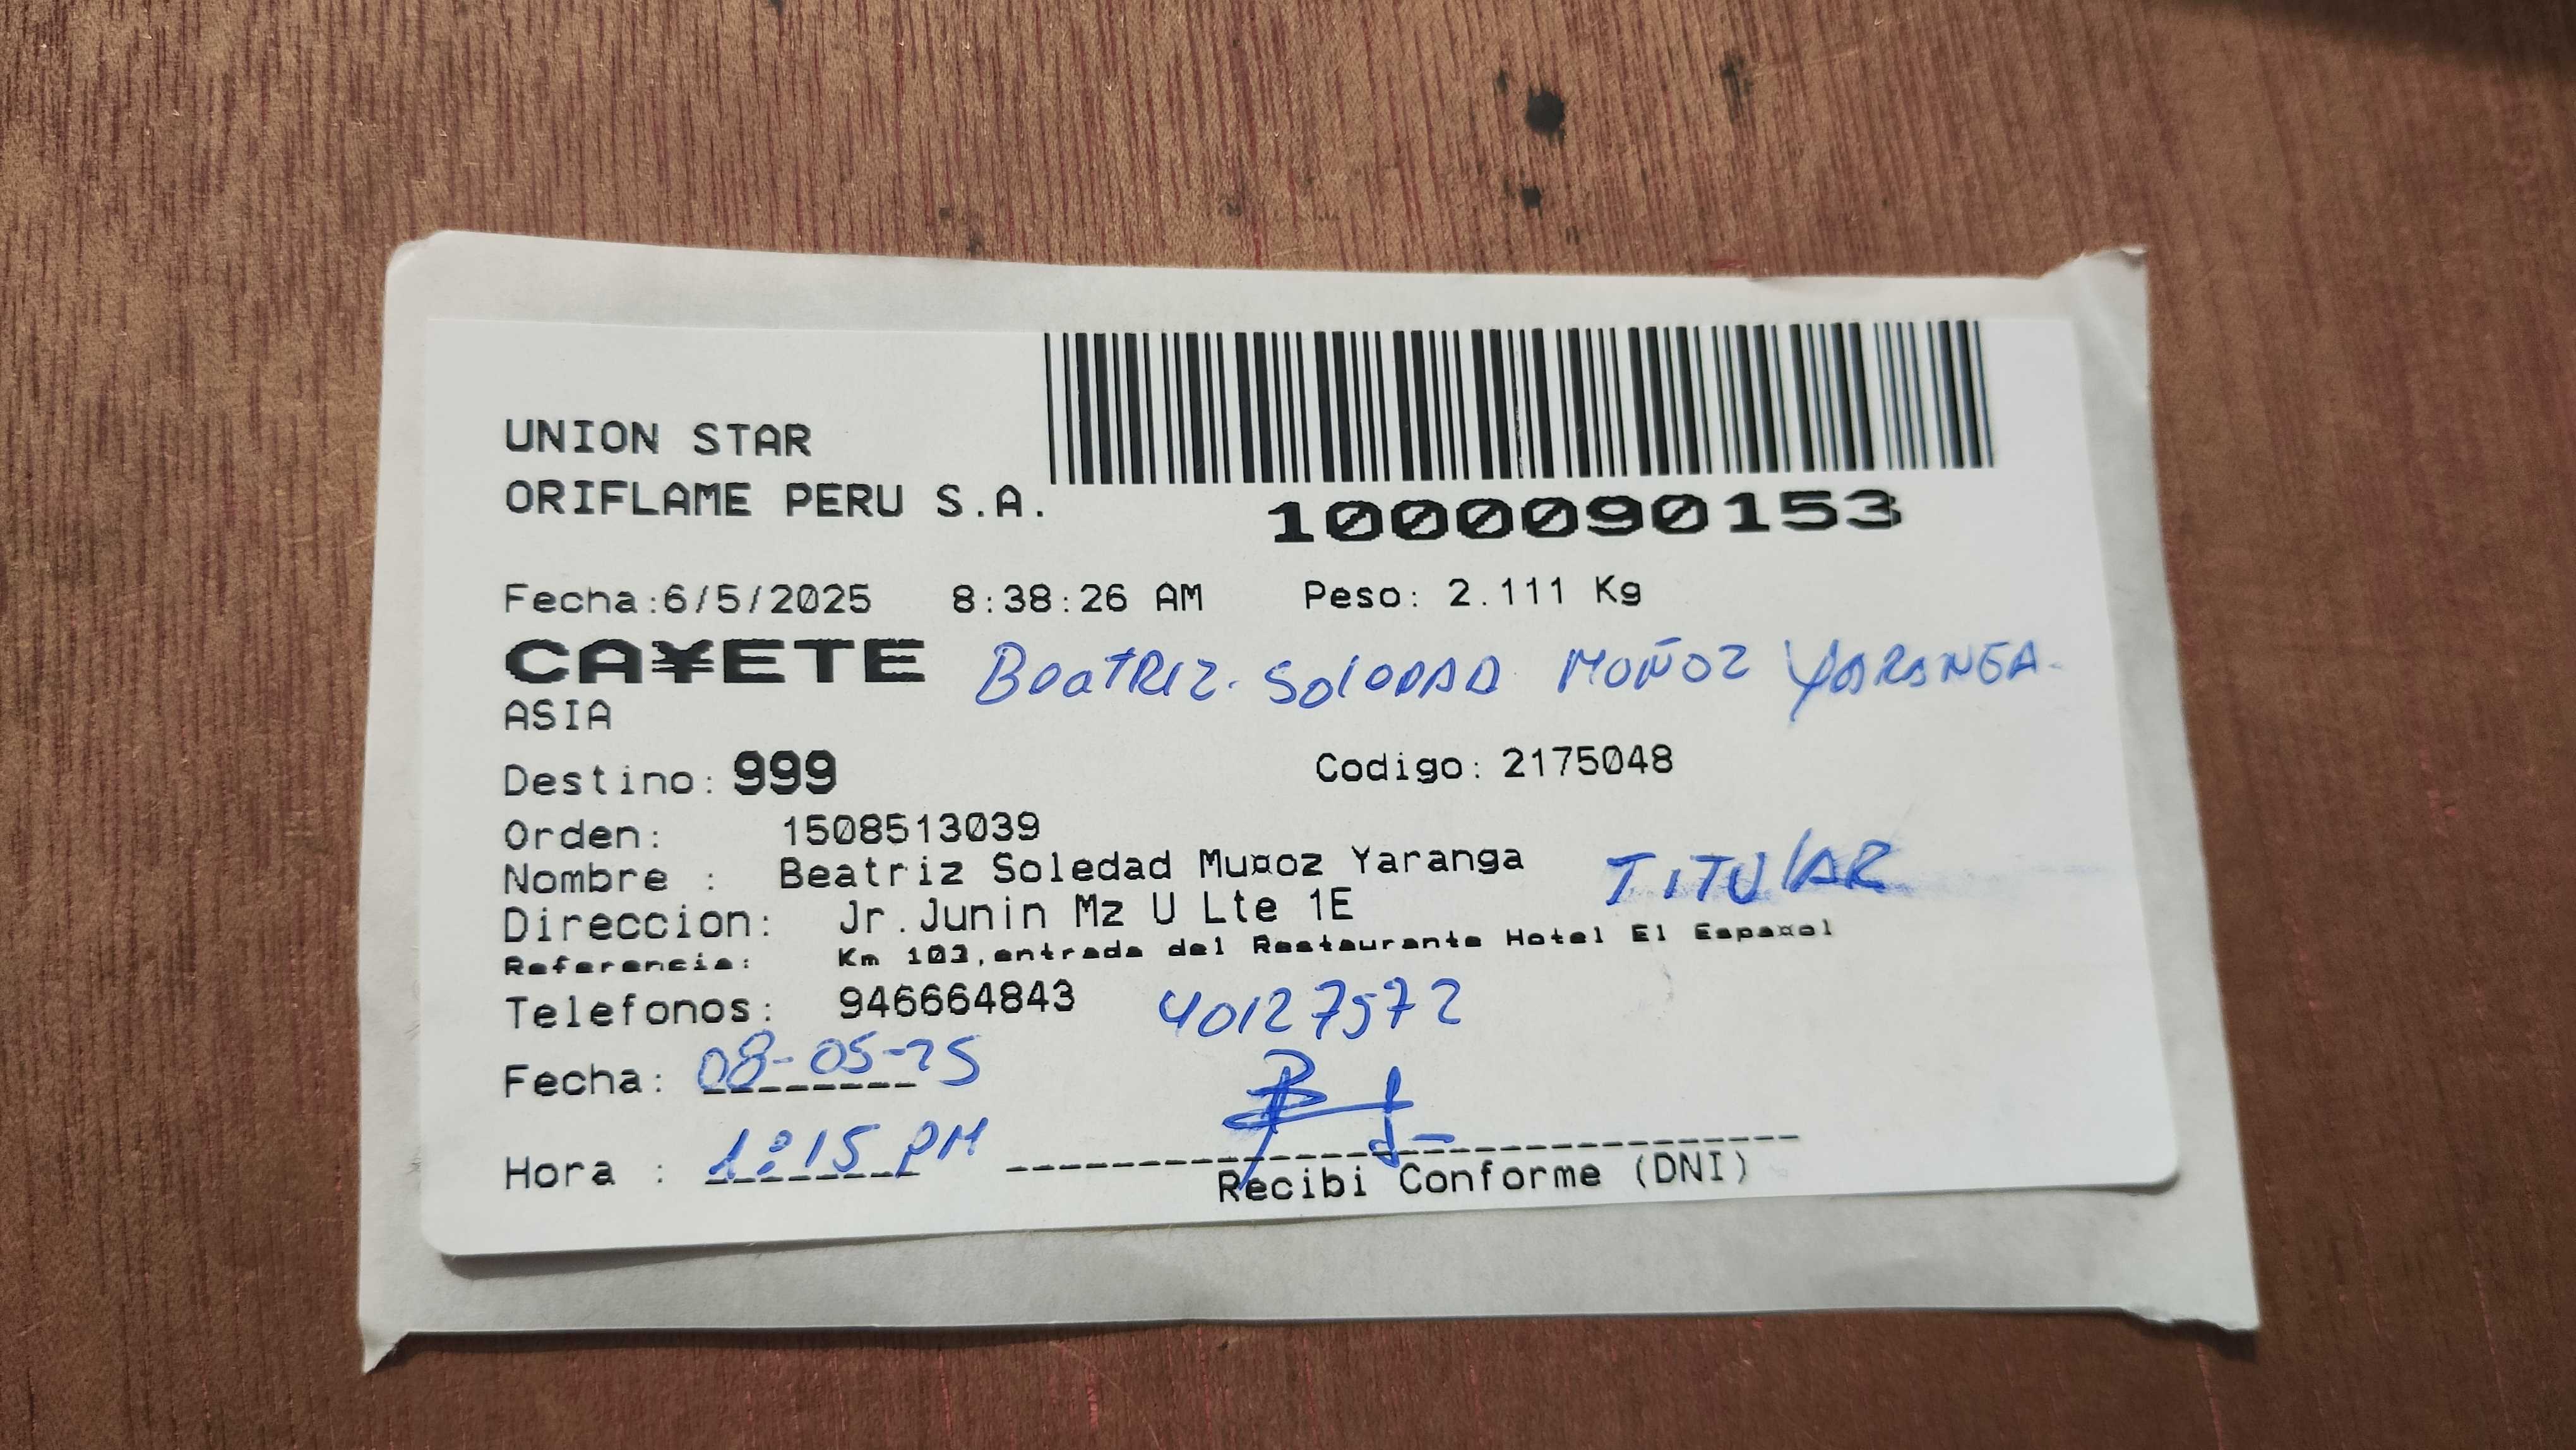 UNION STAR
ORIFLAME PERU S.A.
1000090153
Fecha:6/5/2025 8:38:26 AM Peso: 2.111 Kg
CA¥ETE Beatriz. Soledad Muñoz Yaranga-
ASIA
Destino: 999 Codigo: 2175048
Orden: 1508513039
Nombre : Beatriz Soledad Mu¤oz Yaranga TITULAR
Direccion: Jr.Junin Mz U Lte 1E
Referencia: Km 103,entrada del Restaurante Hotel El Espa¤ol
Telefonos: 946664843 40127572
Fecha: 08-05-25
Hora : 1:15 PM
Recibi Conforme (DNI)